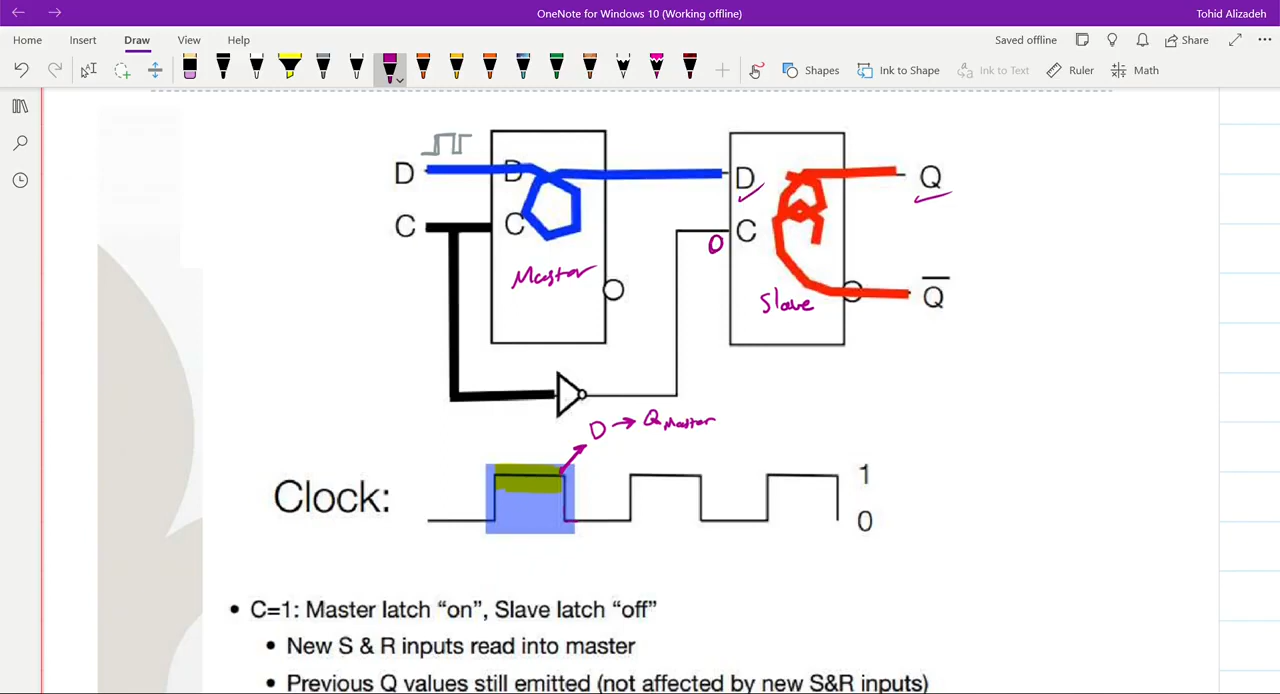 OneNote for Windows 10 (Working offline)
Tohid Alizadeh
Home Insert Draw View Help
Saved offline
Share
Shapes Ink to Shape Ink to Text Ruler Math
D D D Q
C C C
0
Master
Slave
Q
D → Q Master
Clock:
1
0
• C=1: Master latch “on”, Slave latch “off”
• New S & R inputs read into master
• Previous Q values still emitted (not affected by new S&R inputs)